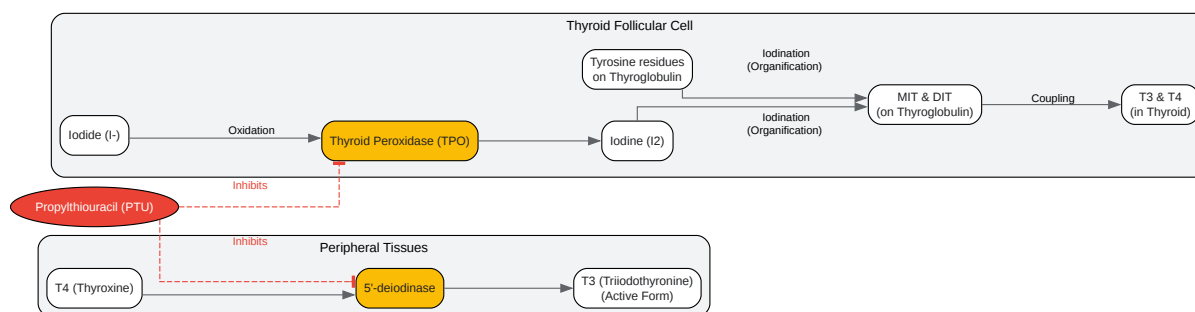 Thyroid Follicular Cell
Tyrosine residues
on Thyroglobulin
Iodination
(Organification)
MIT & DIT
(on Thyroglobulin)
Coupling
T3 & T4
(in Thyroid)
Iodide (I-)
Oxidation
Thyroid Peroxidase (TPO)
Iodine (I2)
Iodination
(Organification)
Inhibits
Propylthiouracil (PTU)
Inhibits
Peripheral Tissues
T4 (Thyroxine)
5'-deiodinase
T3 (Triiodothyronine)
(Active Form)